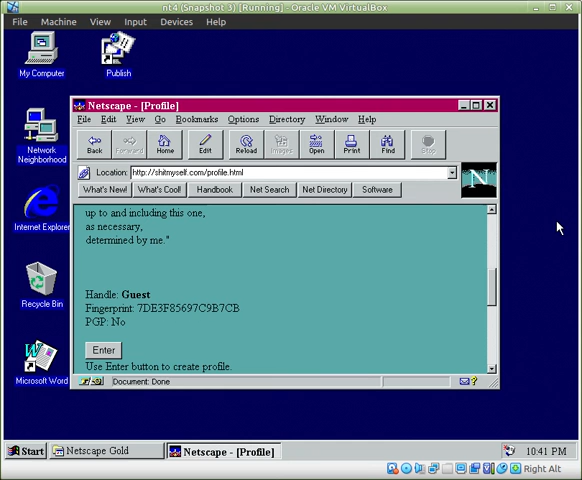 nt4 (Snapshot 3) [Running] - Oracle VM VirtualBox
File Machine View Input Devices Help
My Computer
Publish
Network
Neighborhood
Internet Explorer
Recycle Bin
Microsoft Word
Netscape - [Profile]
File Edit View Go Bookmarks Options Directory Window Help
Back Forward Home Edit Reload Images Open Print Find Stop
Location: http://shitmyself.com/profile.html
N
What's New! What's Cool! Handbook Net Search Net Directory Software
up to and including this one,
as necessary,
determined by me."
Handle: Guest
Fingerprint: 7DE3F85697C9B7CB
PGP: No
Enter
Use Enter button to create profile.
Document: Done
Start Netscape Gold Netscape - [Profile] 10:41 PM
Right Alt